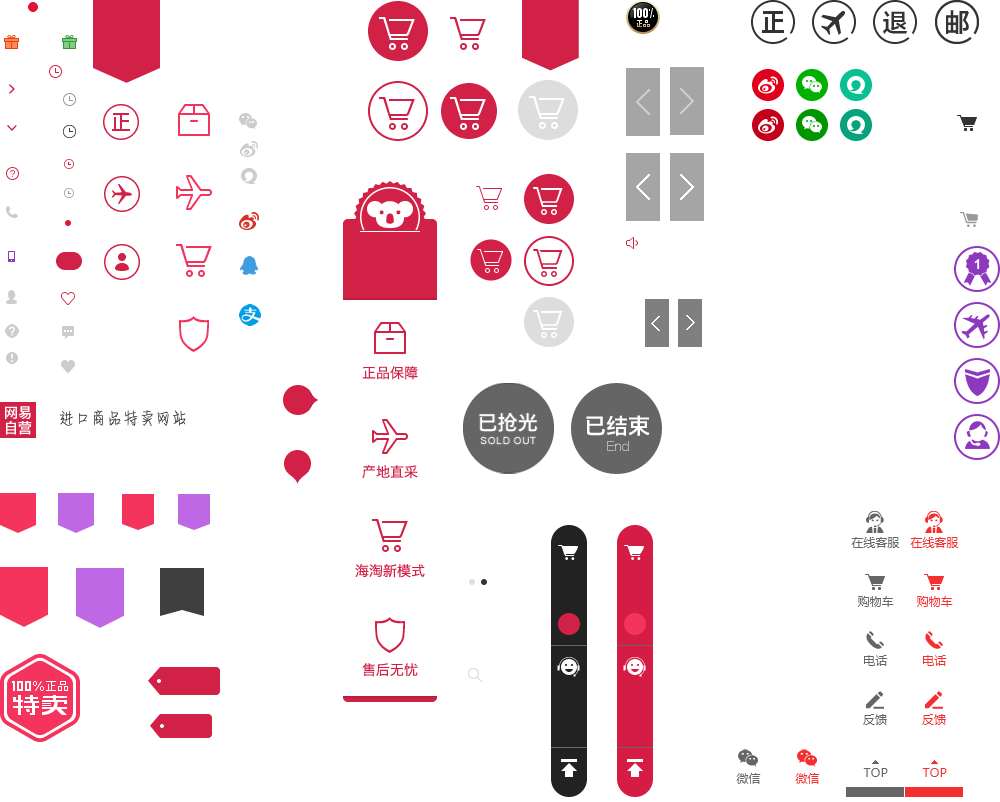 100%
正品
正
退
邮
正
1
正品保障
网易
自营
进口商品特卖网站
已抢光
SOLD OUT
已结束
End
产地直采
海淘新模式
售后无忧
100%正品
特卖
支
在线客服
在线客服
购物车
购物车
电话
电话
反馈
反馈
微信
微信
TOP
TOP